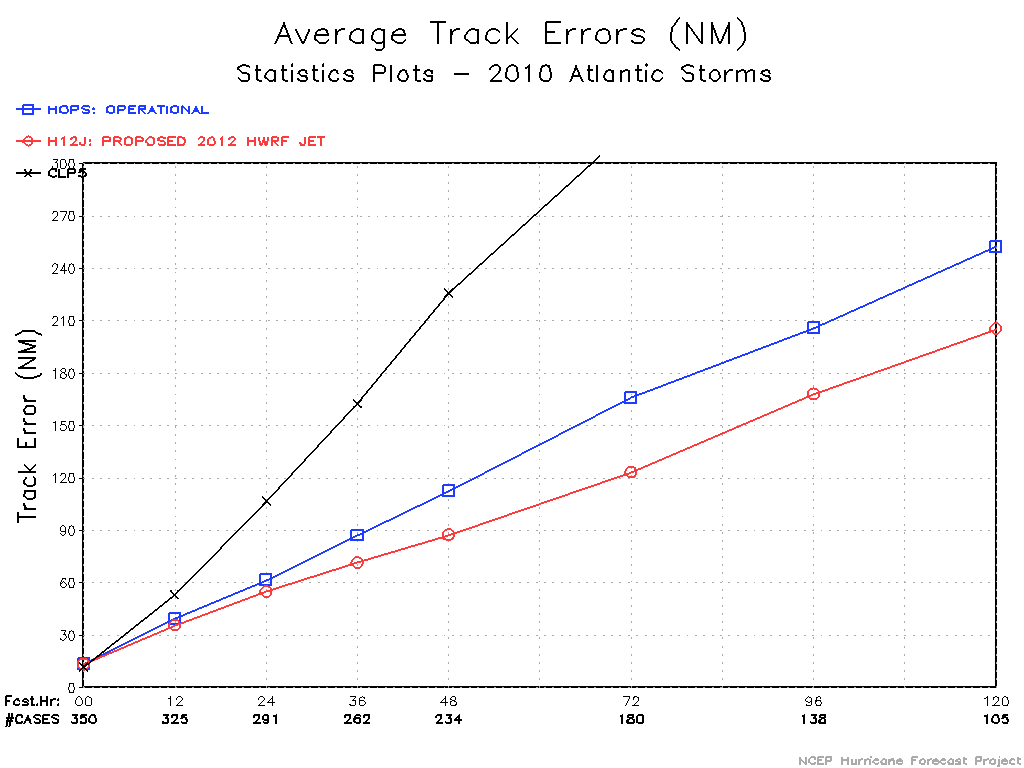 Average Track Errors (NM)
Statistics Plots - 2010 Atlantic Storms
HOPS: OPERATIONAL
H12J: PROPOSED 2012 HWRF JET
CLP5
300
270
240
210
180
150
120
90
60
30
0
Track Error (NM)
Fcst.Hr: 00 12 24 36 48 72 96 120
#CASES 350 325 291 262 234 180 138 105
NCEP Hurricane Forecast Project